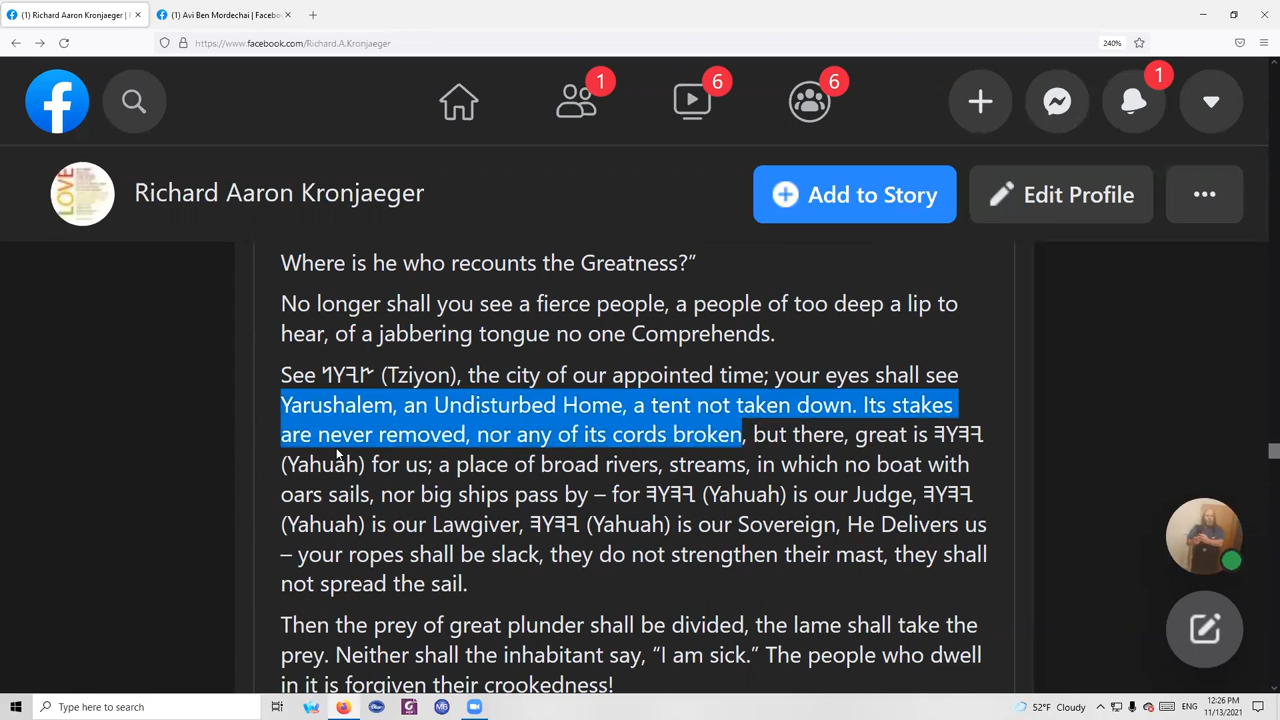 (1) Richard Aaron Kronjaeger | F
(1) Avi Ben Mordechai | Facebo
https://www.facebook.com/Richard.A.Kronjaeger
240%
1
6
6
1
Richard Aaron Kronjaeger
Add to Story
Edit Profile
Where is he who recounts the Greatness?”
No longer shall you see a fierce people, a people of too deep a lip to
hear, of a jabbering tongue no one Comprehends.
See (Tziyon), the city of our appointed time; your eyes shall see
Yarushalem, an Undisturbed Home, a tent not taken down. Its stakes
are never removed, nor any of its cords broken, but there, great is 𐤄𐤅𐤄𐤉
(Yahuah) for us; a place of broad rivers, streams, in which no boat with
oars sails, nor big ships pass by – for 𐤄𐤅𐤄𐤉 (Yahuah) is our Judge, 𐤄𐤅𐤄𐤉
(Yahuah) is our Lawgiver, 𐤄𐤅𐤄𐤉 (Yahuah) is our Sovereign, He Delivers us
– your ropes shall be slack, they do not strengthen their mast, they shall
not spread the sail.
Then the prey of great plunder shall be divided, the lame shall take the
prey. Neither shall the inhabitant say, “I am sick.” The people who dwell
in it is forgiven their crookedness!
LOVE
Type here to search
MB
52°F Cloudy
ENG
12:26 PM
11/13/2021